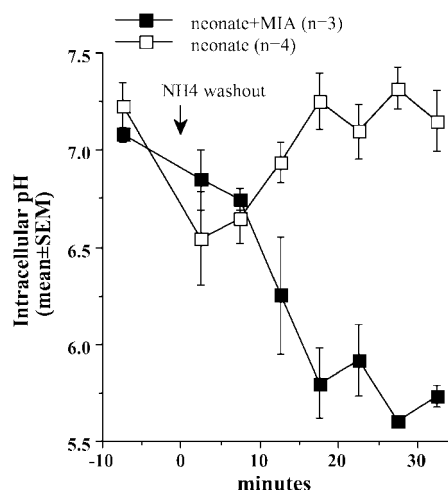 neonate+MIA (n=3)
neonate (n=4)
NH4 washout
Intracellular pH
(mean±SEM)
7.5
7.0
6.5
6.0
5.5
-10 0 10 20 30
minutes